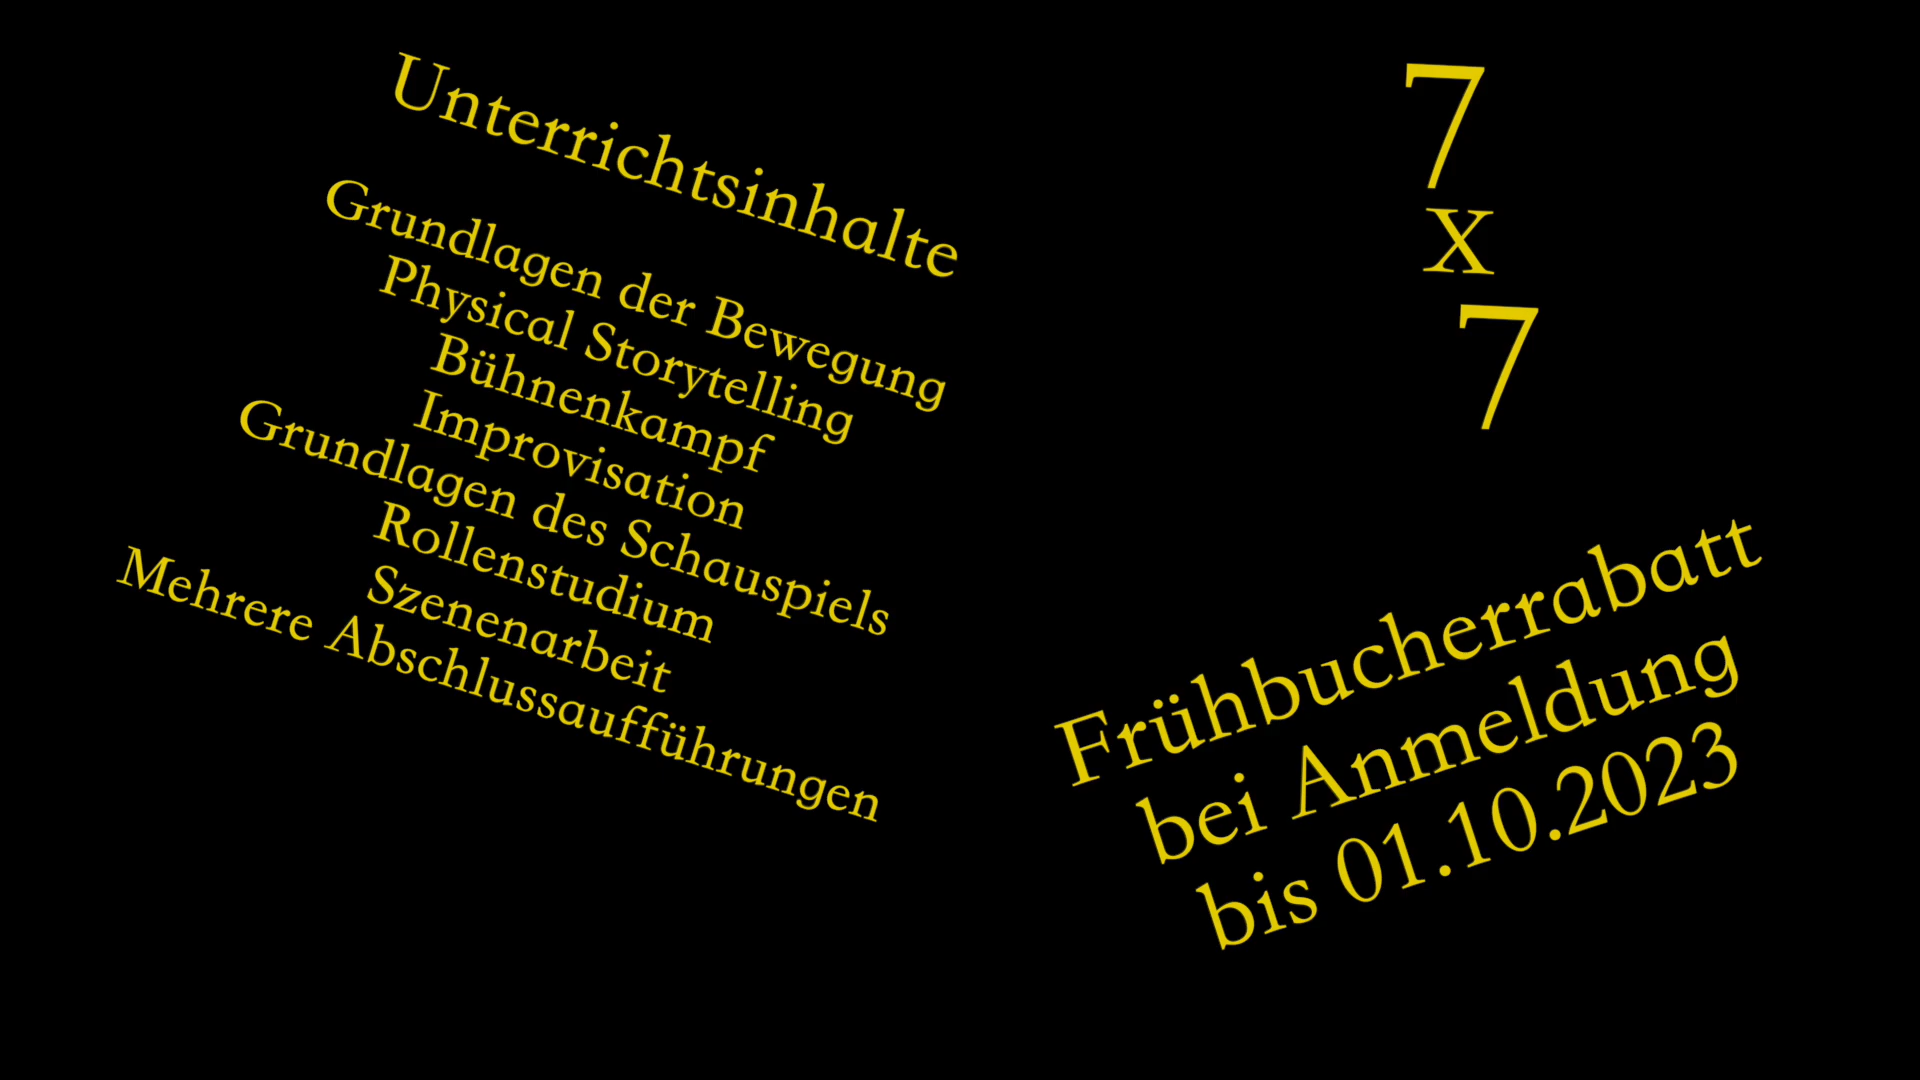 Unterrichtsinhalte
Grundlagen der Bewegung
Physical Storytelling
Bühnenkampf
Improvisation
Grundlagen des Schauspiels
Rollenstudium
Szenenarbeit
Mehrere Abschlussaufführungen
7
x
7
Frühbucherrabatt
bei Anmeldung
bis 01.10.2023